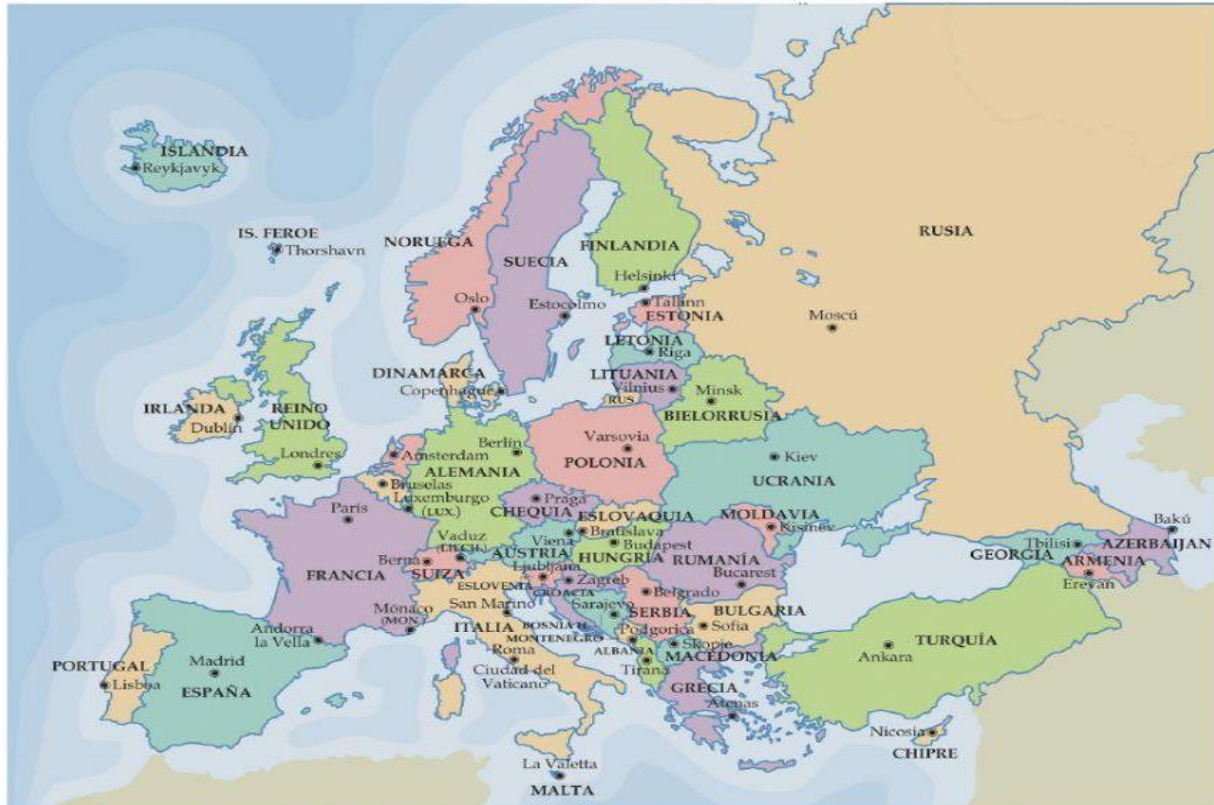 ISLANDIA
Reykjavyk
IS. FEROE
Thorshavn
NORUEGA
SUECIA
FINLANDIA
RUSIA
Helsinki
Oslo
Estocolmo
Tallinn
ESTONIA
Moscú
LETONIA
Riga
DINAMARCA
Copenhague
LITUANIA
Vilnius
RUS.
Minsk
BIELORRUSIA
IRLANDA
Dublín
REINO
UNIDO
Londres
Amsterdam
Berlín
ALEMANIA
Varsovia
POLONIA
Kiev
UCRANIA
Bruselas
Luxemburgo
(LUX.)
Praga
CHEQUIA
ESLOVAQUIA
Bratislava
MOLDAVIA
Kisinev
París
Vaduz
(LIECH.)
Viena
AUSTRIA
Budapest
HUNGRÍA
RUMANÍA
Bucarest
Bakú
Tbilisi
GEORGIA
AZERBAIJAN
ARMENIA
Ereván
FRANCIA
Berna
SUIZA
Ljubljana
ESLOVENIA
Zagreb
CROACIA
Belgrado
SERBIA
Mónaco
(MON.)
San Marino
ITALIA
Sarajevo
BOSNIA H.
MONTENEGRO
Podgorica
BULGARIA
Sofia
Andorra
la Vella
Roma
Ciudad del
Vaticano
ALBANIA
Tirana
Skopje
MACEDONIA
TURQUÍA
Ankara
PORTUGAL
Lisboa
Madrid
ESPAÑA
GRECIA
Atenas
Nicosia
CHIPRE
La Valetta
MALTA